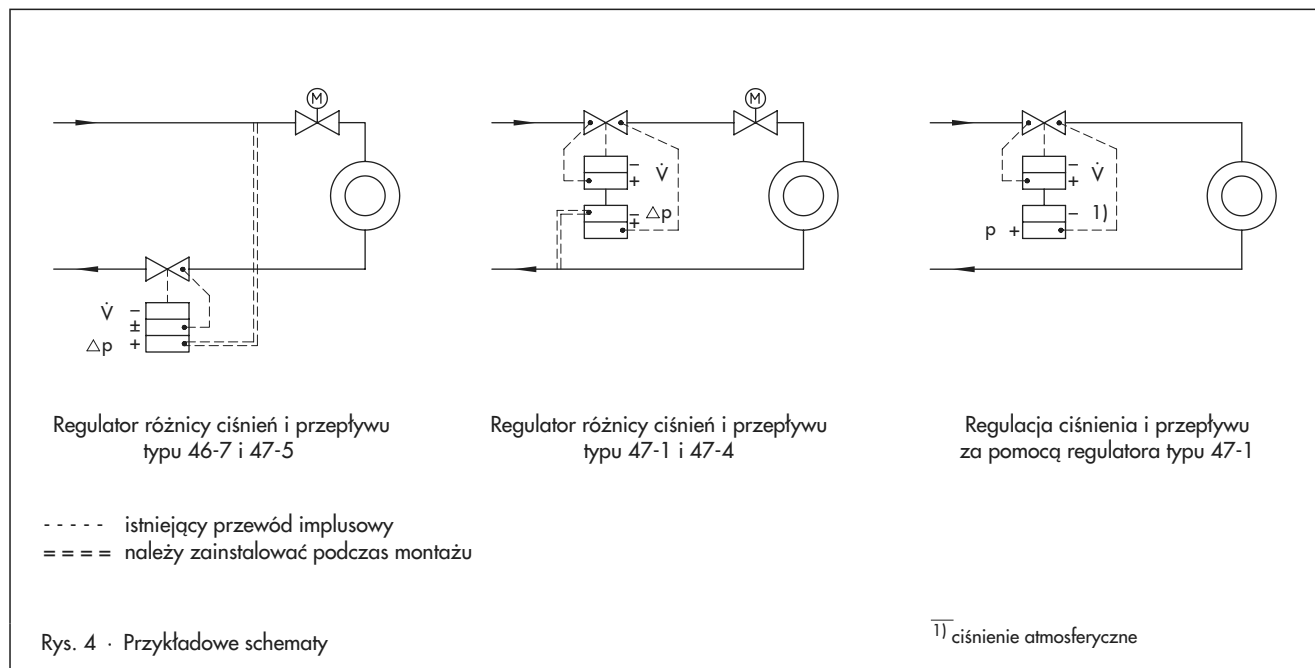 M
M
V̇ −
±
Δp +
−
+ V̇
− Δp
+
−
+ V̇
− 1)
p +
Regulator różnicy ciśnień i przepływu
typu 46-7 i 47-5
Regulator różnicy ciśnień i przepływu
typu 47-1 i 47-4
Regulacja ciśnienia i przepływu
za pomocą regulatora typu 47-1
- - - - - istniejący przewód implusowy
= = = = należy zainstalować podczas montażu
Rys. 4 · Przykładowe schematy
1) ciśnienie atmosferyczne